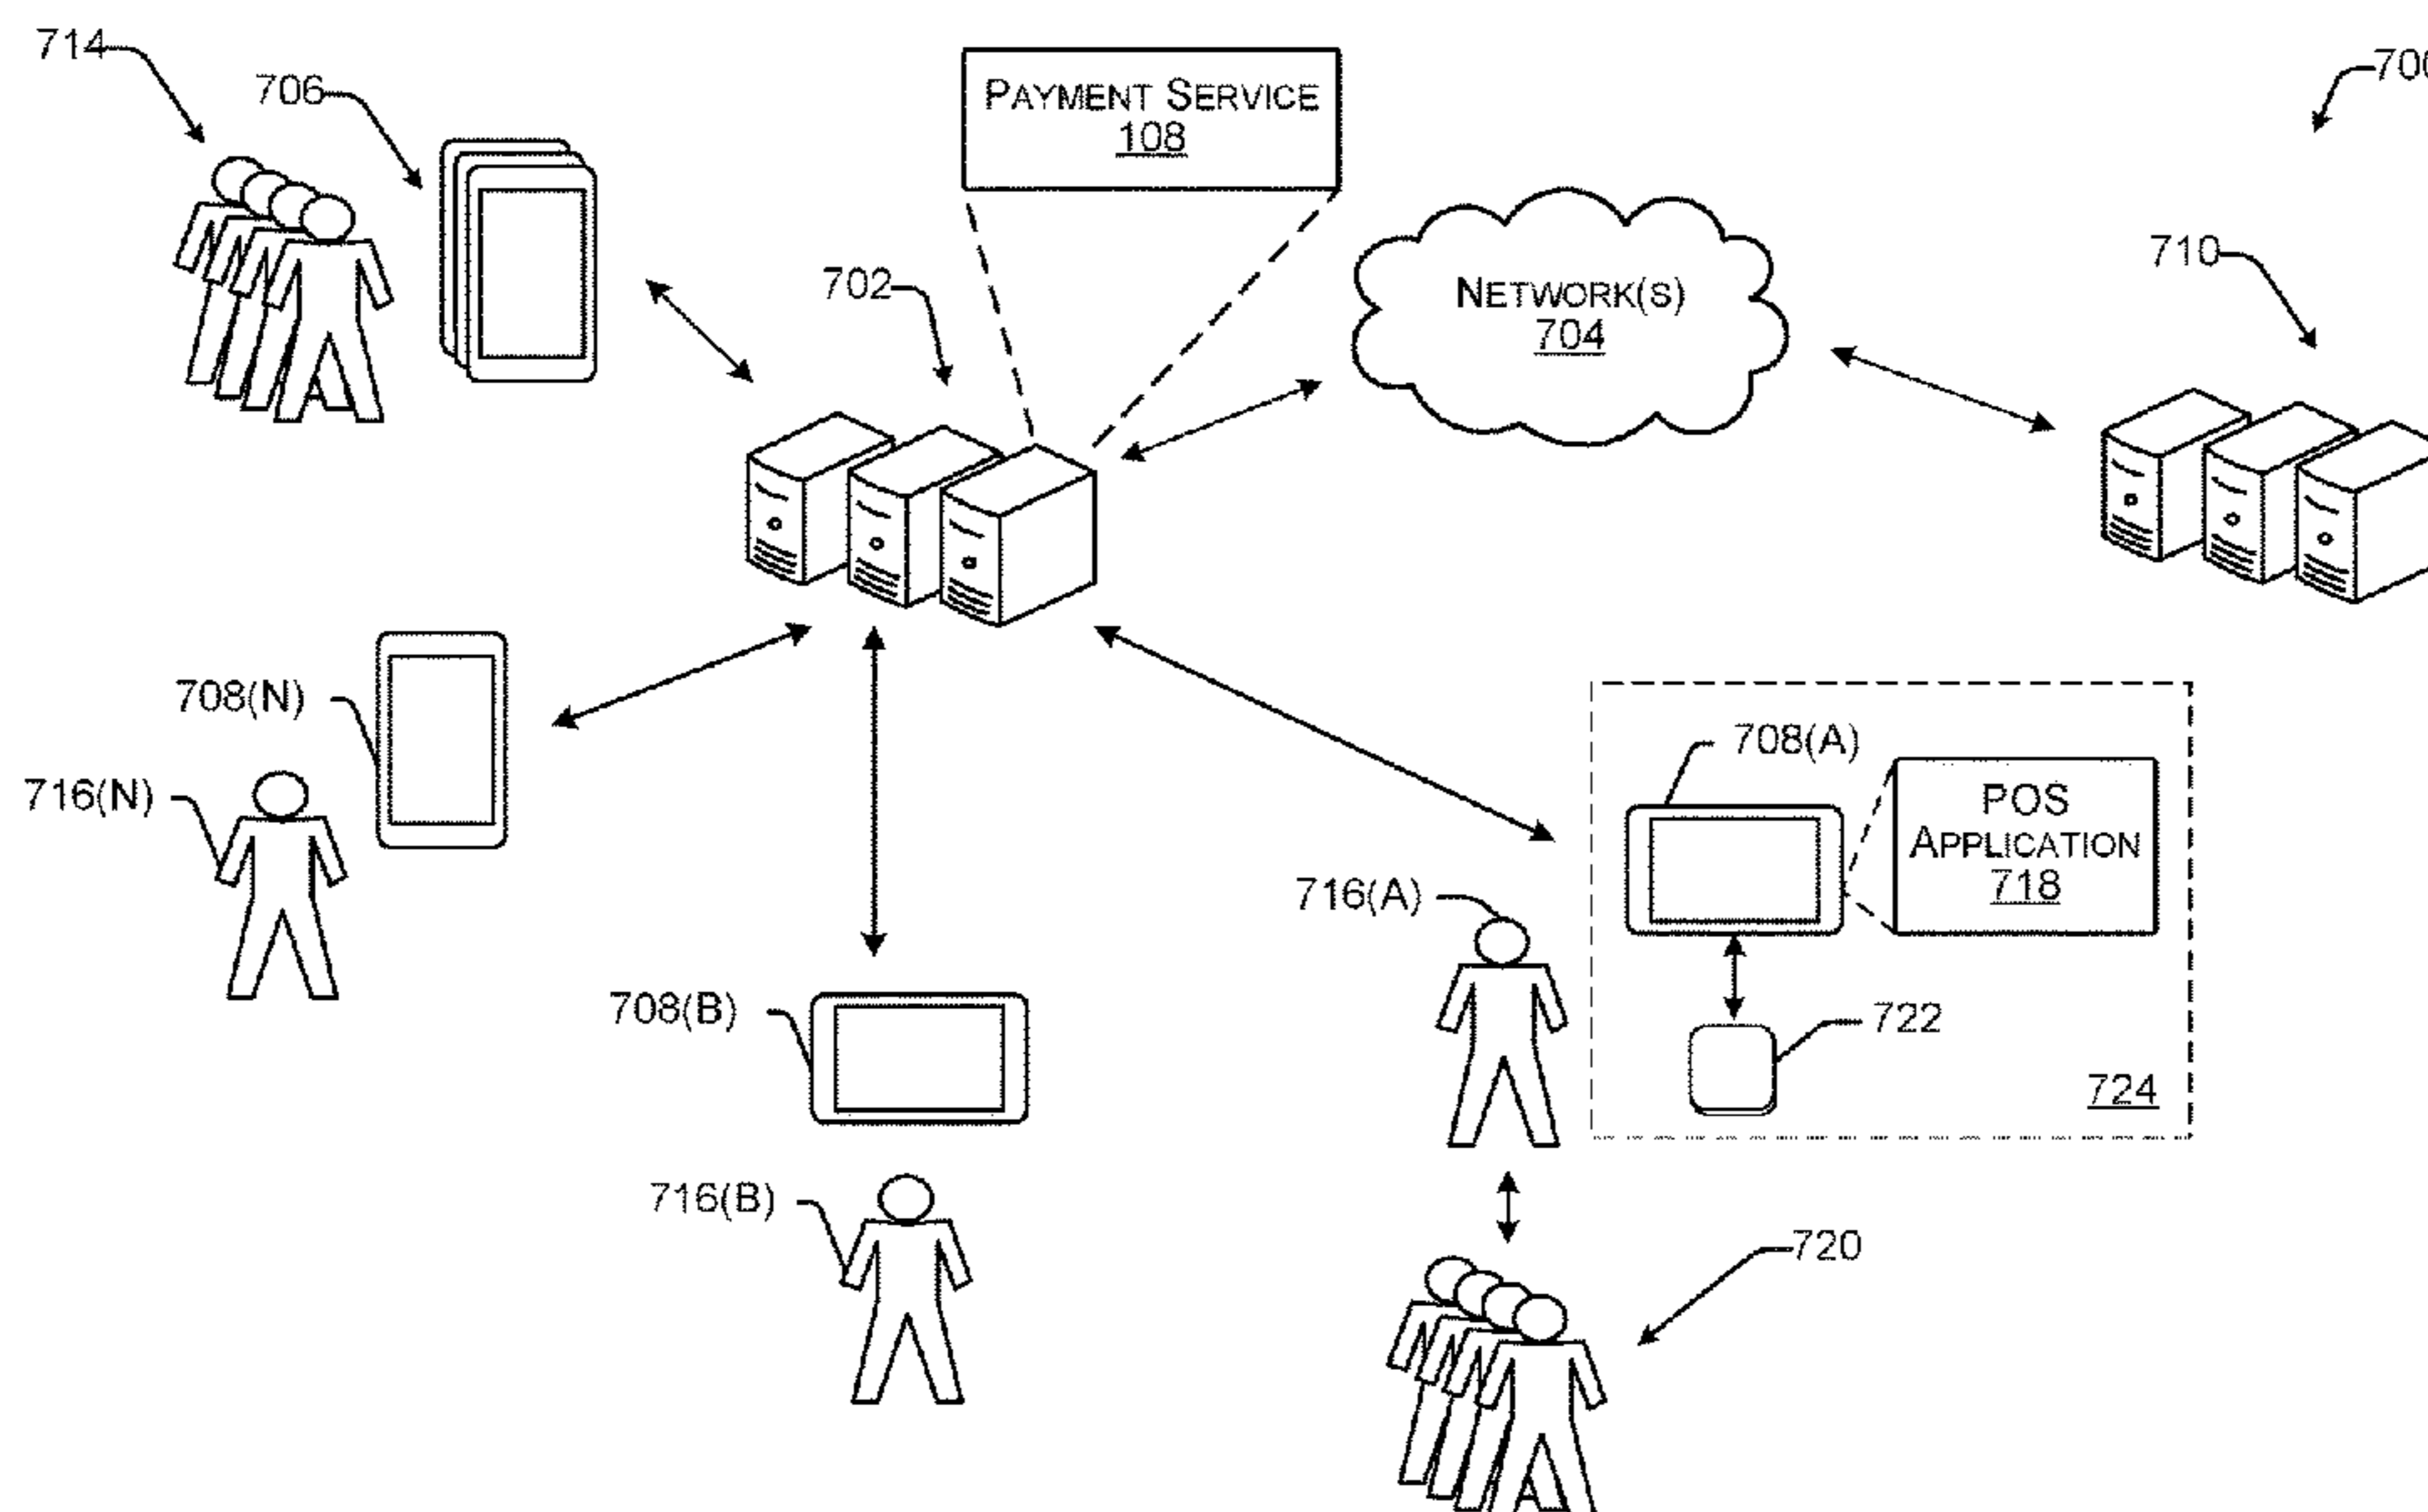 714
706
PAYMENT SERVICE
108
700
702
NETWORK(S)
704
710
708(N)
716(N)
708(A)
POS
APPLICATION
718
716(A)
708(B)
722
724
716(B)
720